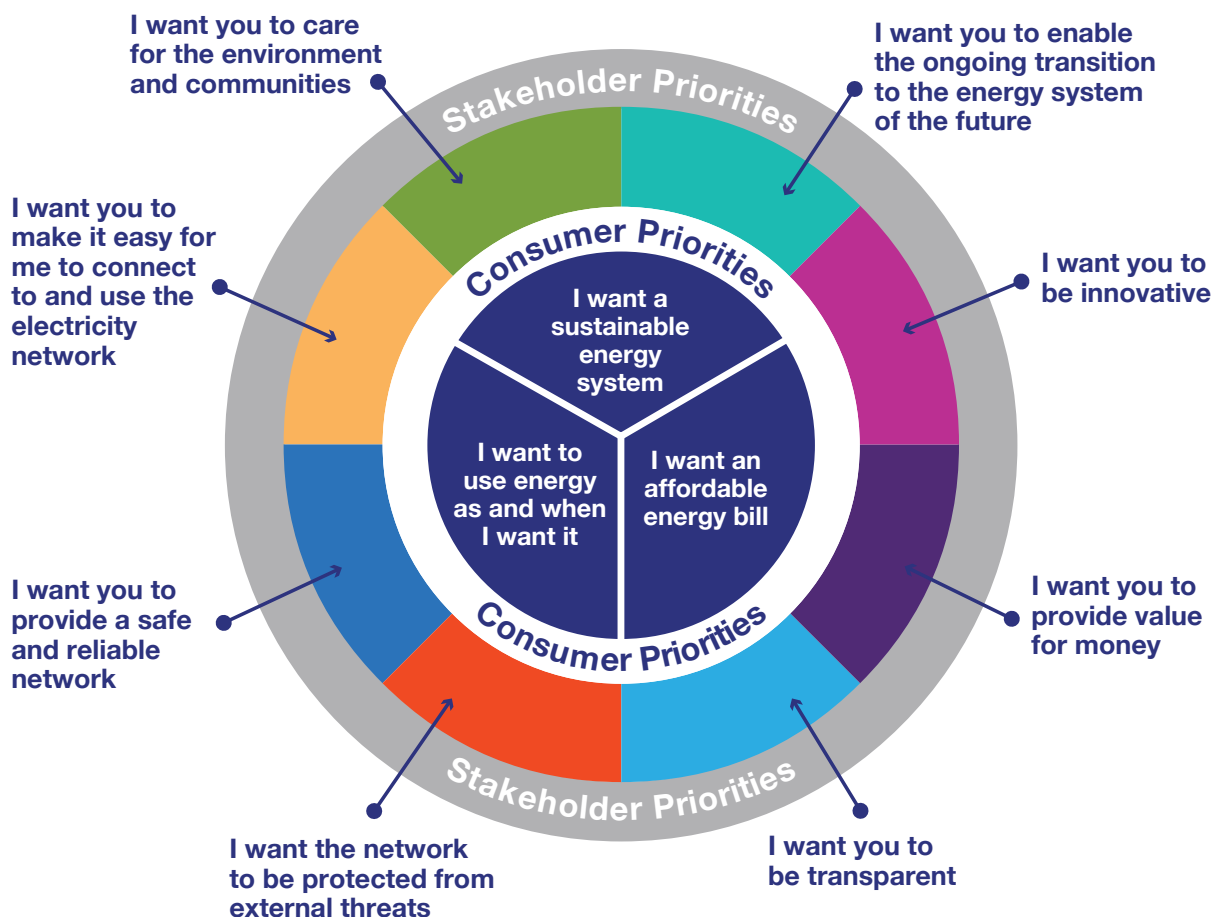 I want you to care
for the environment
and communities
I want you to enable
the ongoing transition
to the energy system
of the future
Stakeholder Priorities
I want you to
make it easy for
me to connect
to and use the
electricity
network
Consumer Priorities
I want you to
be innovative
I want a
sustainable
energy
system
I want to
use energy
as and when
I want it
I want an
affordable
energy bill
I want you to
provide a safe
and reliable
network
Consumer Priorities
I want you to
provide value
for money
Stakeholder Priorities
I want the network
to be protected from
external threats
I want you to
be transparent